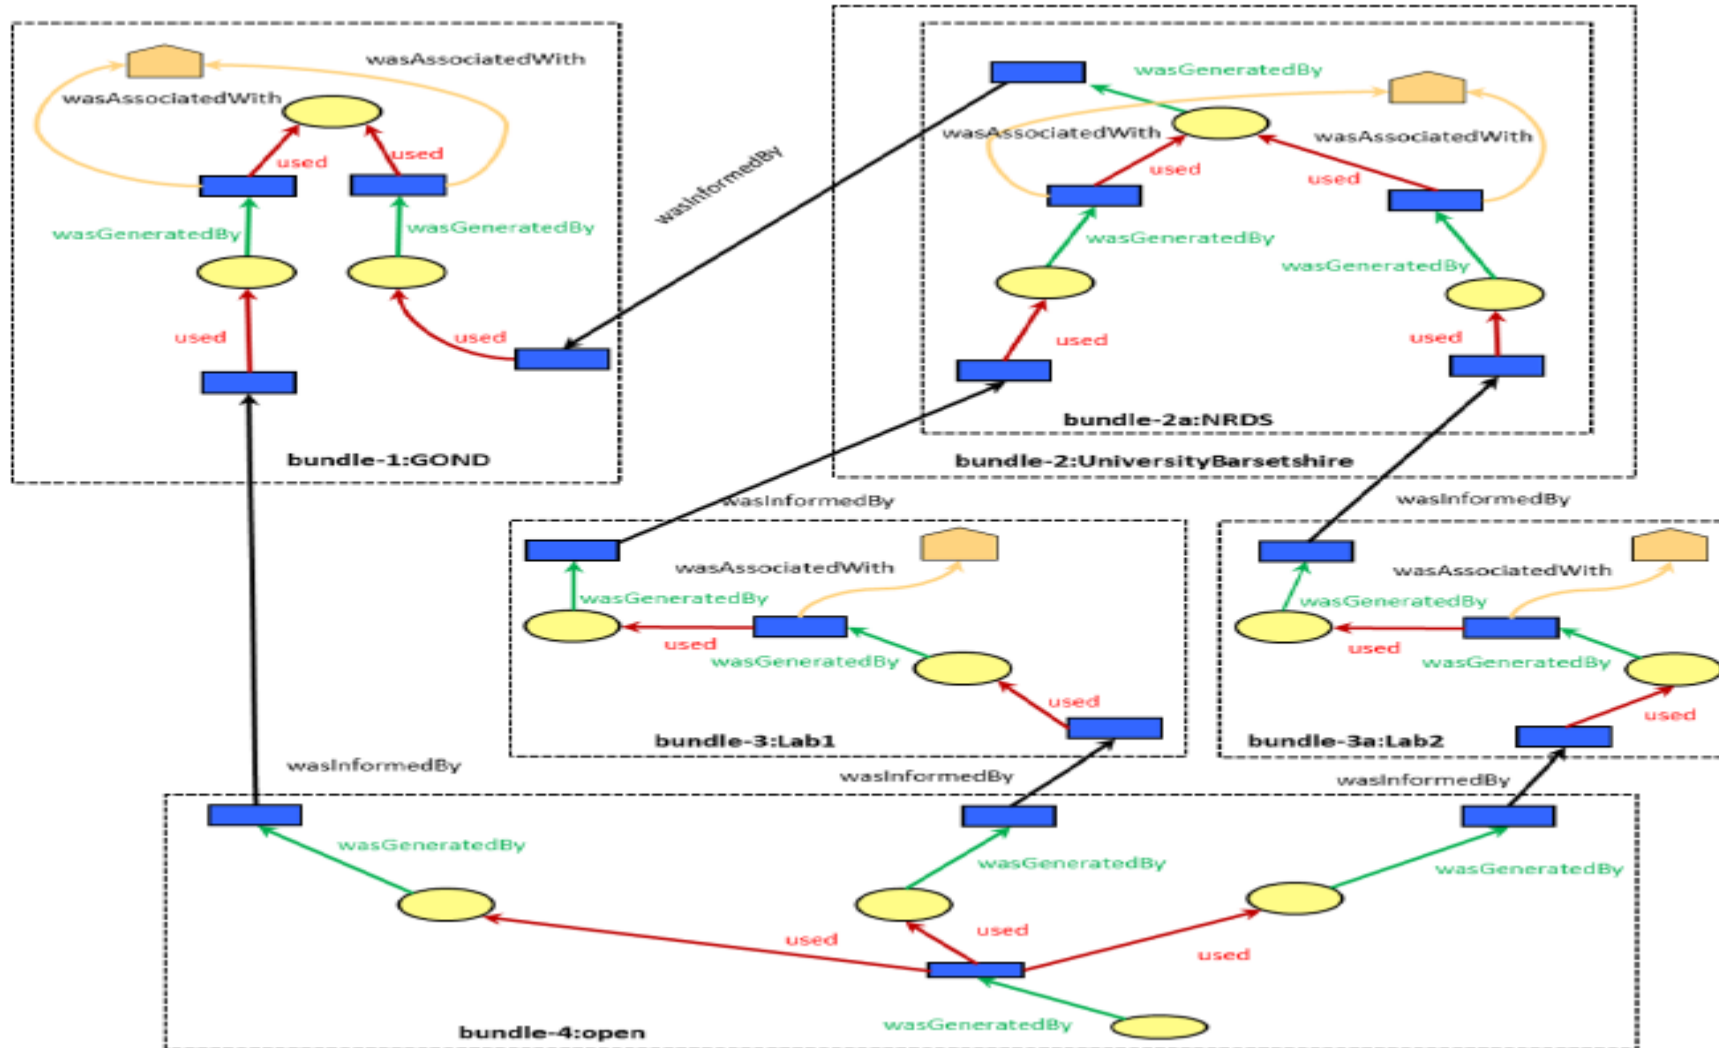 wasAssociatedWith
wasAssociatedWith
used
used
wasGeneratedBy
wasGeneratedBy
used
used
bundle-1:GOND
wasInformedBy
wasGeneratedBy
wasAssociatedWith
wasAssociatedWith
used
used
wasGeneratedBy
wasGeneratedBy
used
used
bundle-2a:NRDS
bundle-2:UniversityBarsetshire
wasInformedBy
wasInformedBy
wasAssociatedWith
wasGeneratedBy
used
wasGeneratedBy
used
bundle-3:Lab1
wasAssociatedWith
wasGeneratedBy
used
wasGeneratedBy
used
bundle-3a:Lab2
wasInformedBy
wasInformedBy
wasInformedBy
wasGeneratedBy
wasGeneratedBy
wasGeneratedBy
used
used
used
wasGeneratedBy
bundle-4:open